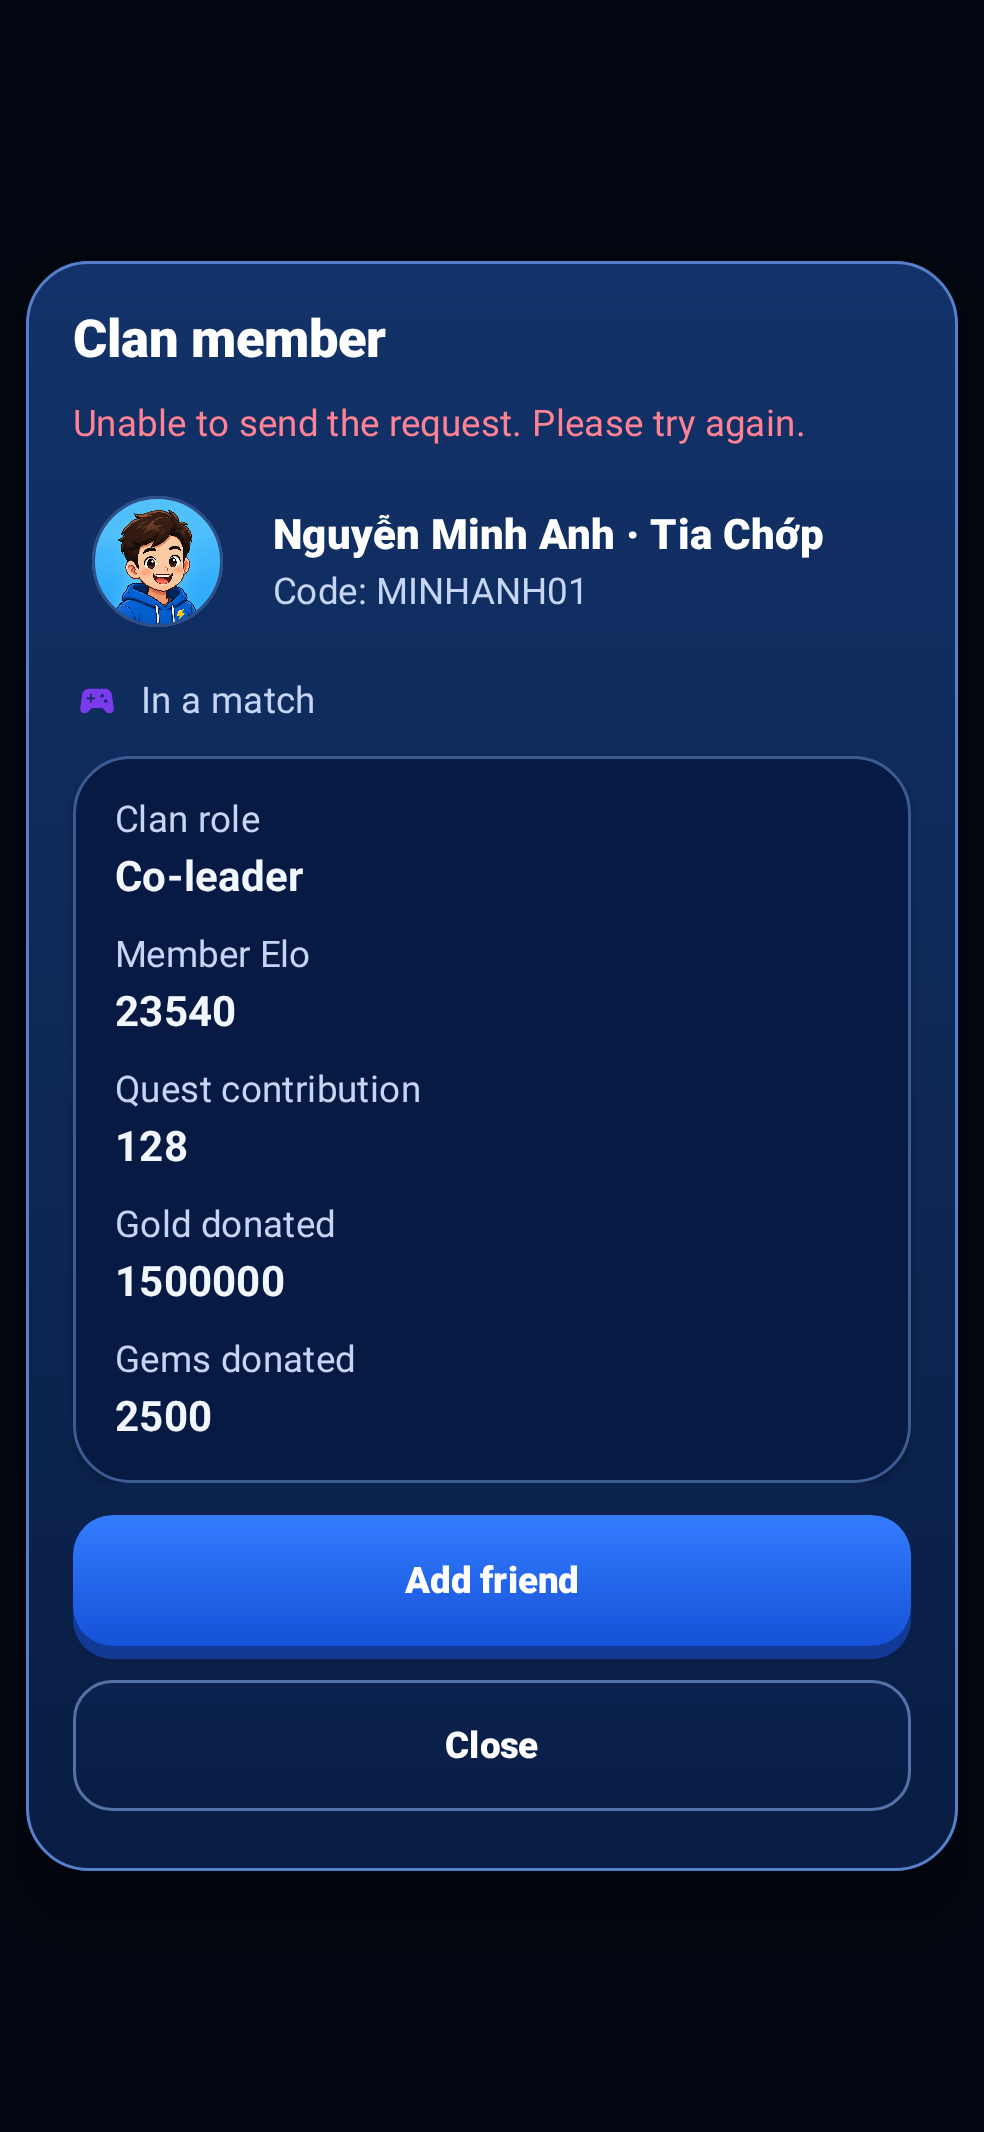 Clan member
Unable to send the request. Please try again.
Nguyễn Minh Anh · Tia Chớp
Code: MINHANH01
In a match
Clan role
Co-leader
Member Elo
23540
Quest contribution
128
Gold donated
1500000
Gems donated
2500
Add friend
Close